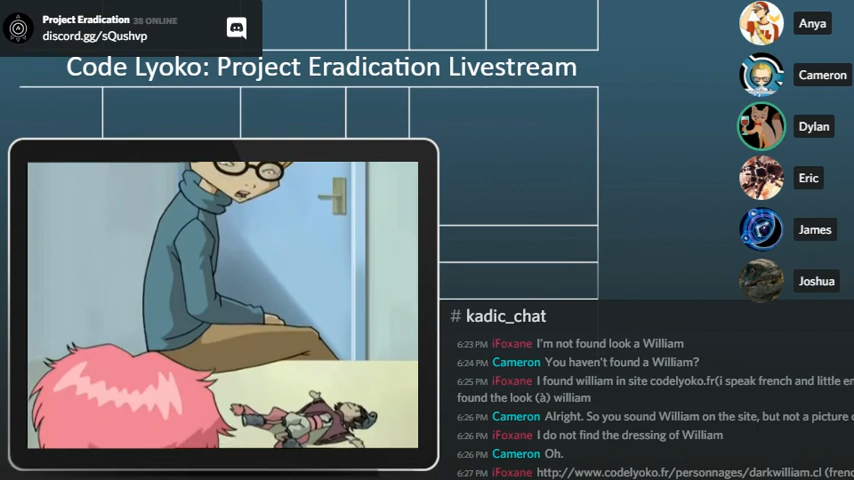 Project Eradication 38 ONLINE
discord.gg/sQushvp
Code Lyoko: Project Eradication Livestream
Anya
Cameron
Dylan
Eric
James
Joshua
# kadic_chat
6:23 PM iFoxane I'm not found look a William
6:24 PM Cameron You haven't found a William?
6:25 PM iFoxane I found william in site codelyoko.fr(i speak french and little en
found the look (à) william
6:26 PM Cameron Alright. So you sound William on the site, but not a picture o
6:26 PM iFoxane I do not find the dressing of William
6:26 PM Cameron Oh.
6:27 PM iFoxane http://www.codelyoko.fr/personnages/darkwilliam.cl (frenc